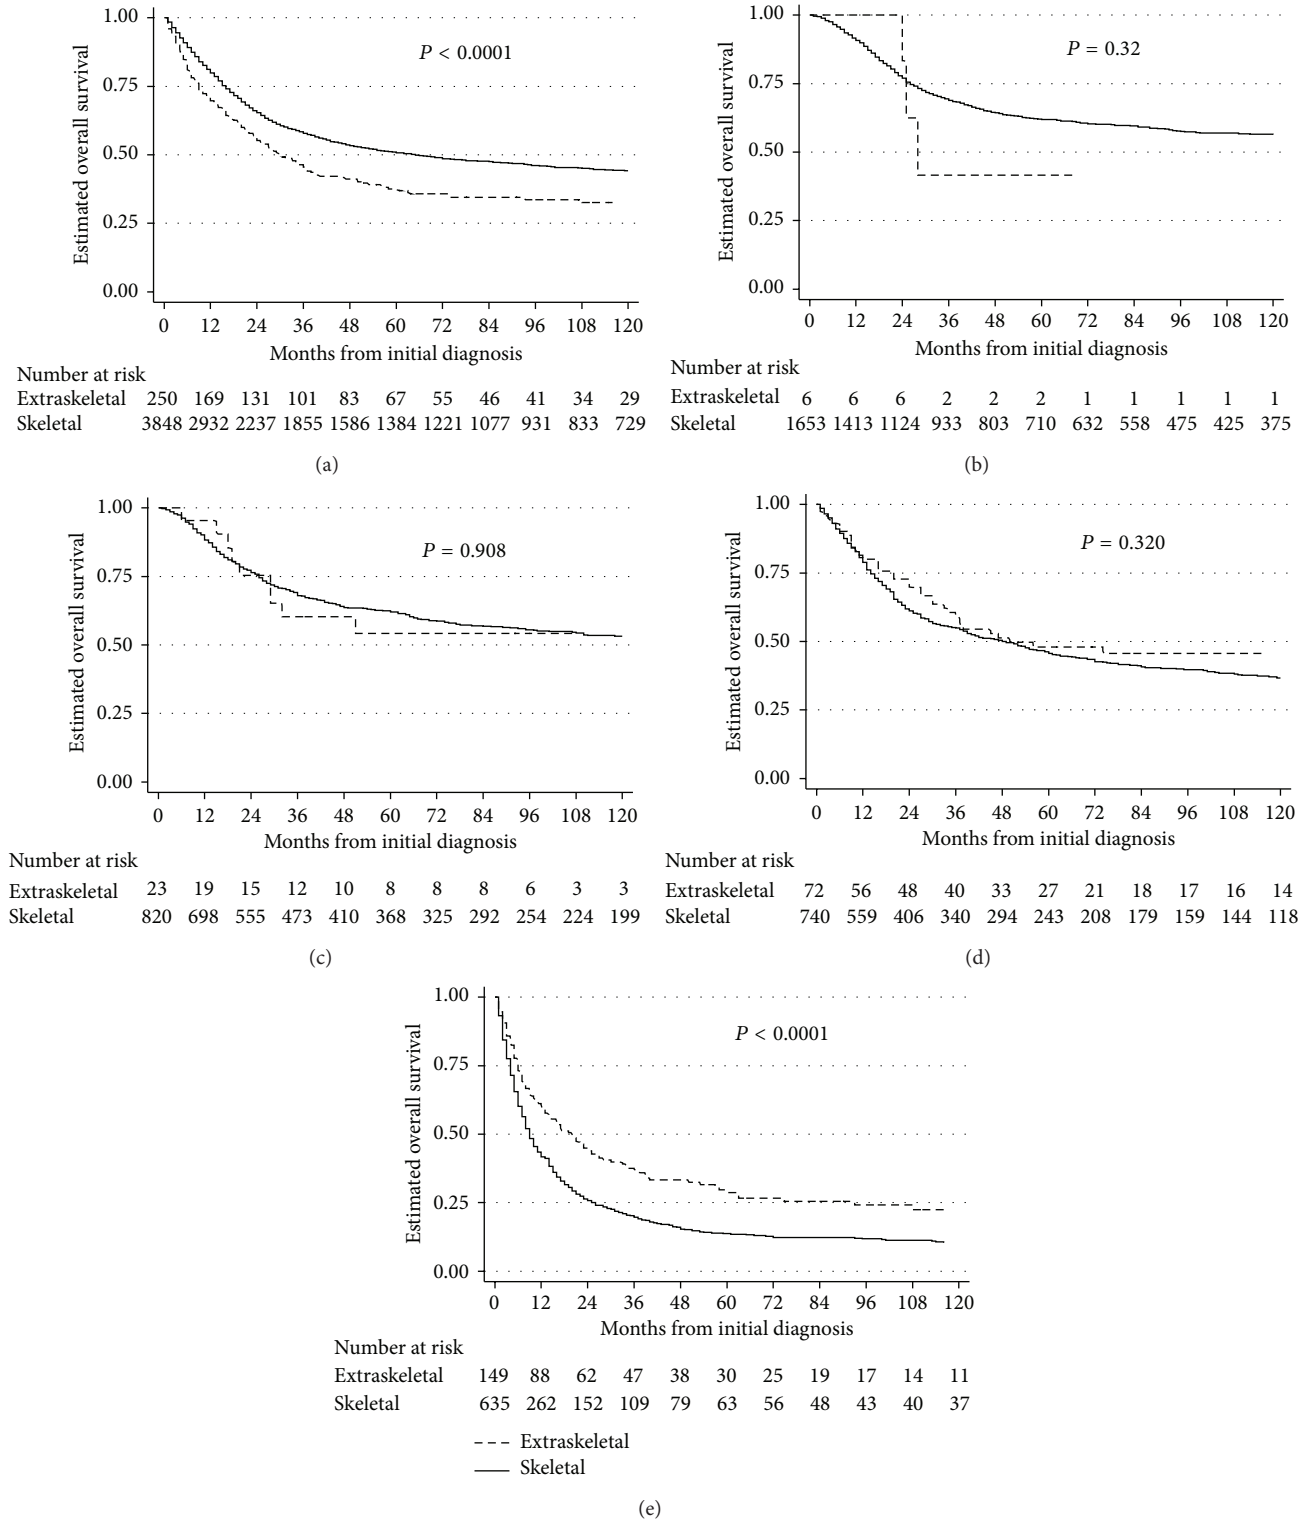 1.00
0.75
0.50
0.25
0.00
Estimated overall survival
P < 0.0001
0 12 24 36 48 60 72 84 96 108 120
Months from initial diagnosis
Number at risk
Extraskeletal 250 169 131 101 83 67 55 46 41 34 29
Skeletal 3848 2932 2237 1855 1586 1384 1221 1077 931 833 729
(a)
1.00
0.75
0.50
0.25
0.00
Estimated overall survival
P = 0.32
0 12 24 36 48 60 72 84 96 108 120
Months from initial diagnosis
Number at risk
Extraskeletal 6 6 6 2 2 2 1 1 1 1 1
Skeletal 1653 1413 1124 933 803 710 632 558 475 425 375
(b)
1.00
0.75
0.50
0.25
0.00
Estimated overall survival
P = 0.908
0 12 24 36 48 60 72 84 96 108 120
Months from initial diagnosis
Number at risk
Extraskeletal 23 19 15 12 10 8 8 8 6 3 3
Skeletal 820 698 555 473 410 368 325 292 254 224 199
(c)
1.00
0.75
0.50
0.25
0.00
Estimated overall survival
P = 0.320
0 12 24 36 48 60 72 84 96 108 120
Months from initial diagnosis
Number at risk
Extraskeletal 72 56 48 40 33 27 21 18 17 16 14
Skeletal 740 559 406 340 294 243 208 179 159 144 118
(d)
1.00
0.75
0.50
0.25
0.00
Estimated overall survival
P < 0.0001
0 12 24 36 48 60 72 84 96 108 120
Months from initial diagnosis
Number at risk
Extraskeletal 149 88 62 47 38 30 25 19 17 14 11
Skeletal 635 262 152 109 79 63 56 48 43 40 37
Extraskeletal
Skeletal
(e)